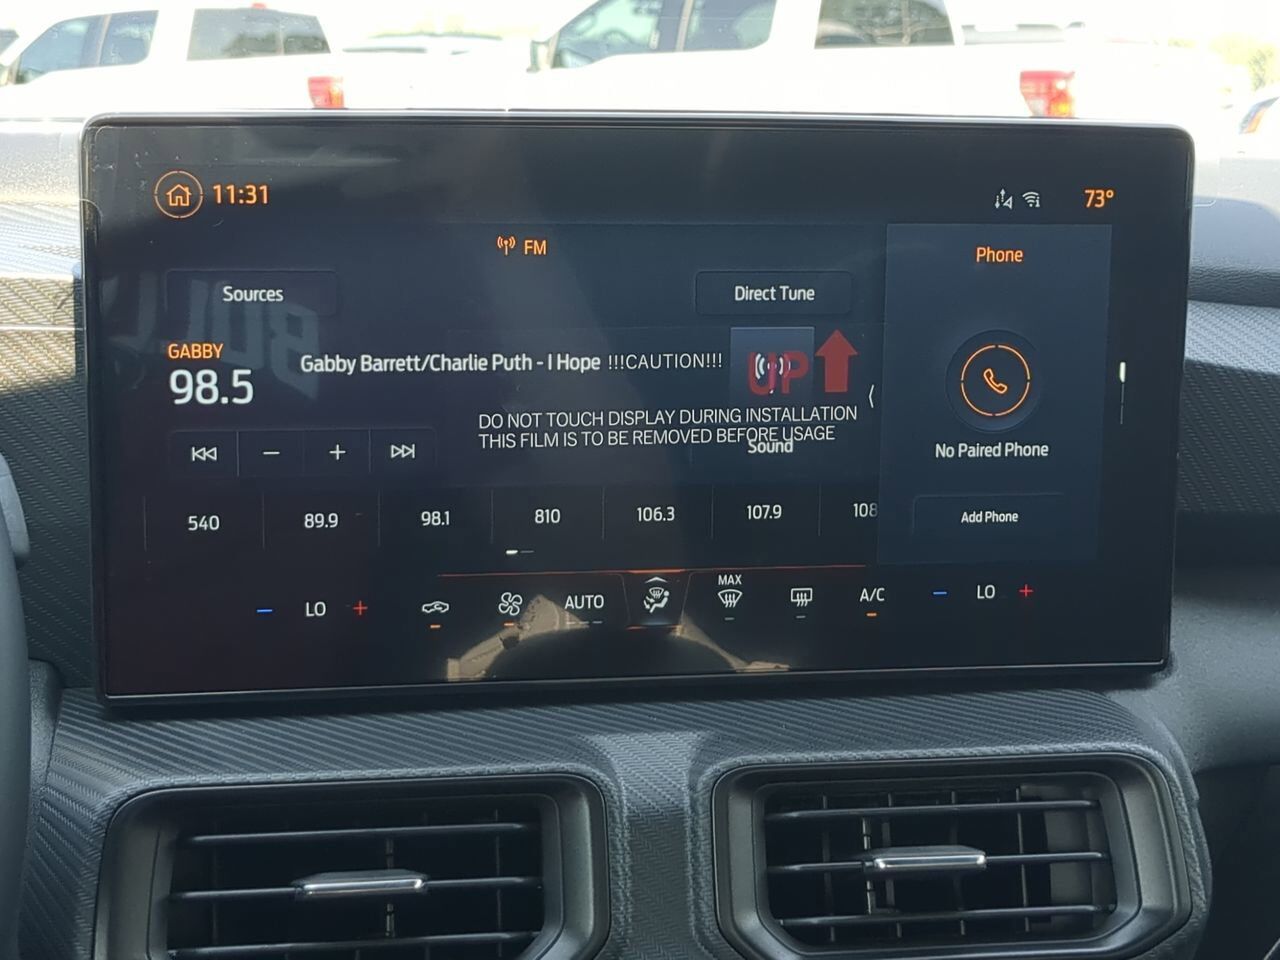 11:31
73°
FM
Phone
Sources
Direct Tune
GABBY
98.5
Gabby Barrett/Charlie Puth - I Hope
!!!CAUTION!!!
UP
DO NOT TOUCH DISPLAY DURING INSTALLATION
THIS FILM IS TO BE REMOVED BEFORE USAGE
Sound
No Paired Phone
540
89.9
98.1
810
106.3
107.9
108
Add Phone
LO
AUTO
MAX
A/C
LO